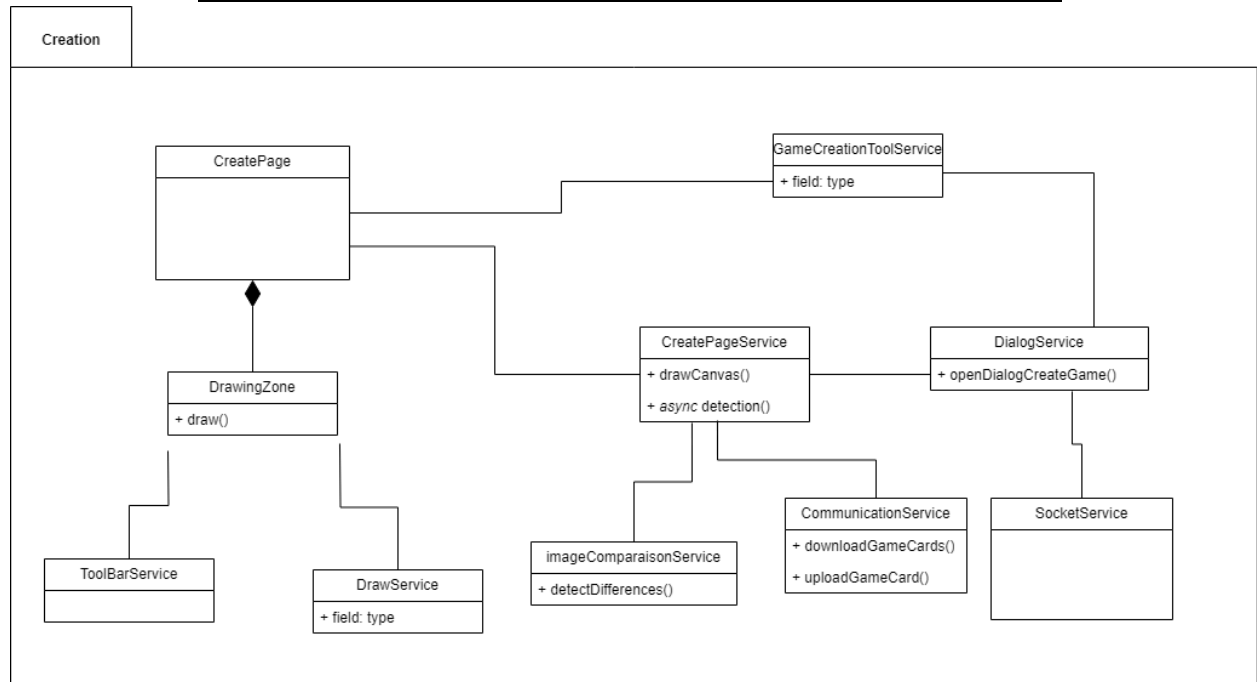 Creation
CreatePage
GameCreationToolService
+ field: type
CreatePageService
+ drawCanvas()
+ async detection()
DialogService
+ openDialogCreateGame()
DrawingZone
+ draw()
ToolBarService
DrawService
+ field: type
imageComparaisonService
+ detectDifferences()
CommunicationService
+ downloadGameCards()
+ uploadGameCard()
SocketService